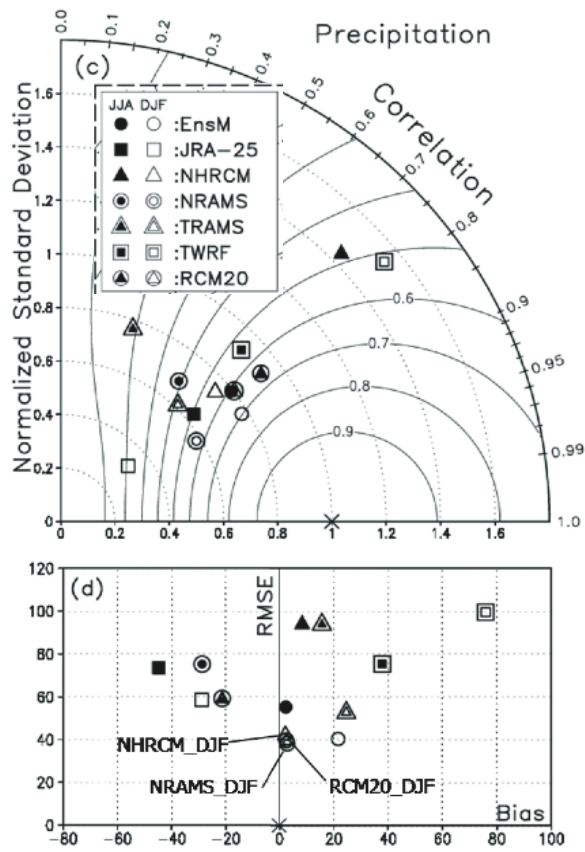 Precipitation
(c)
Normalized Standard Deviation
Correlation
0.0
0.1
0.2
0.3
0.4
0.5
0.6
0.7
0.8
0.9
0.95
0.99
1.0
1.6
1.4
1.2
1
0.8
0.6
0.4
0.2
0
JJA DJF
:EnsM
:JRA-25
:NHRCM
:NRAMS
:TRAMS
:TWRF
:RCM20
0.6
0.7
0.8
0.9
0.2 0.4 0.6 0.8 1.0 1.2 1.4 1.6
(d)
RMSE
120
100
80
60
40
20
0
NHRCM_DJF
NRAMS_DJF
RCM20_DJF
Bias
-80 -60 -40 -20 0 20 40 60 80 100